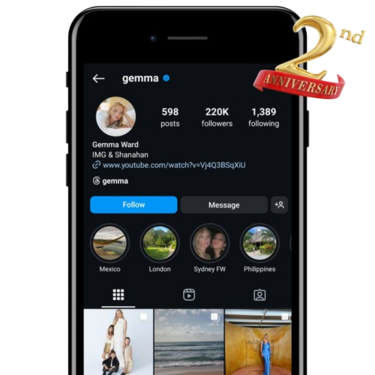 2nd
ANNIVERSARY
gemma
598 220K 1,389
posts followers following
Gemma Ward
IMG & Shanahan
www.youtube.com/watch?v=Vj4Q3BSqXiU
gemma
Follow Message
Mexico London Sydney FW Philippines